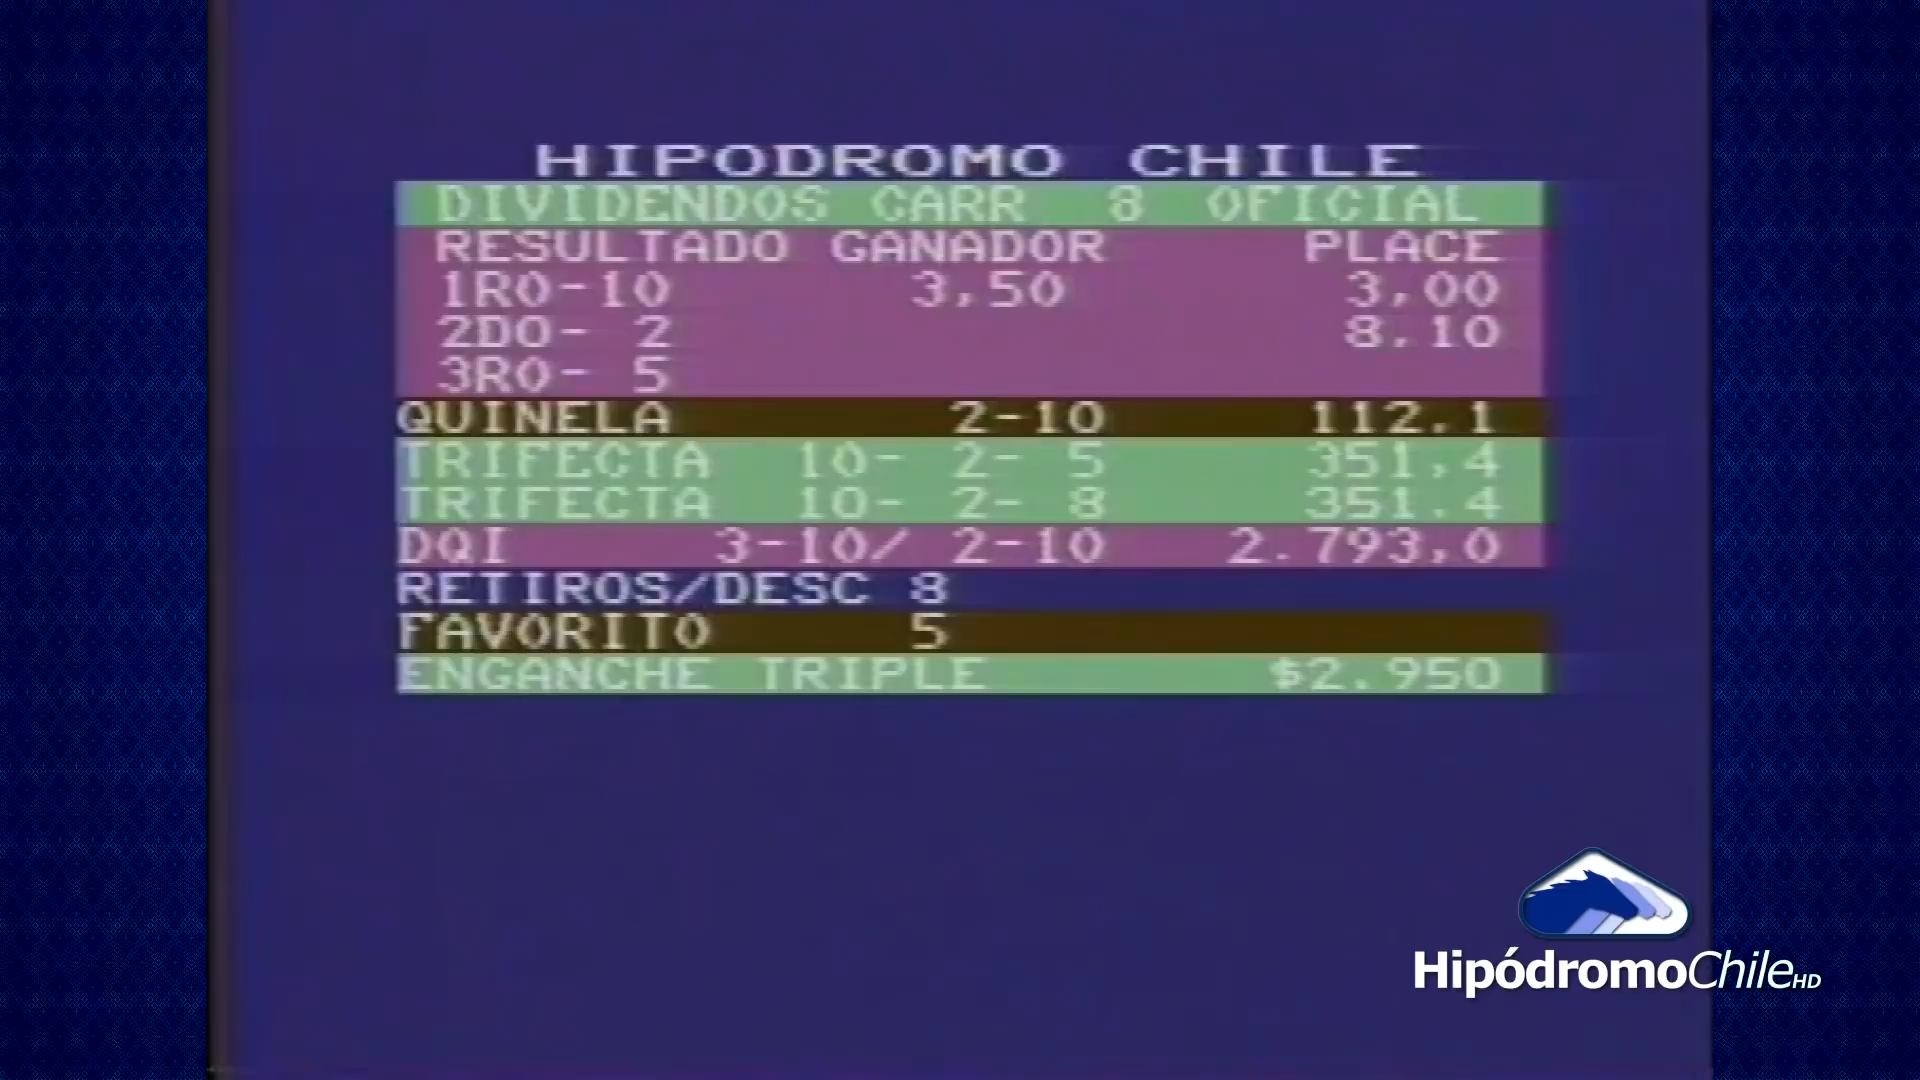 HIPODROMO CHILE
DIVIDENDOS CARR 8 OFICIAL
RESULTADO GANADOR PLACE
1RO-10 3,50 3,00
2DO- 2 8,10
3RO- 5
QUINELA 2-10 112,1
TRIFECTA 10- 2- 5 351,4
TRIFECTA 10- 2- 8 351,4
DQI 3-10/ 2-10 2.793,0
RETIROS/DESC 8
FAVORITO 5
ENGANCHE TRIPLE $2.950
HipódromoChileHD